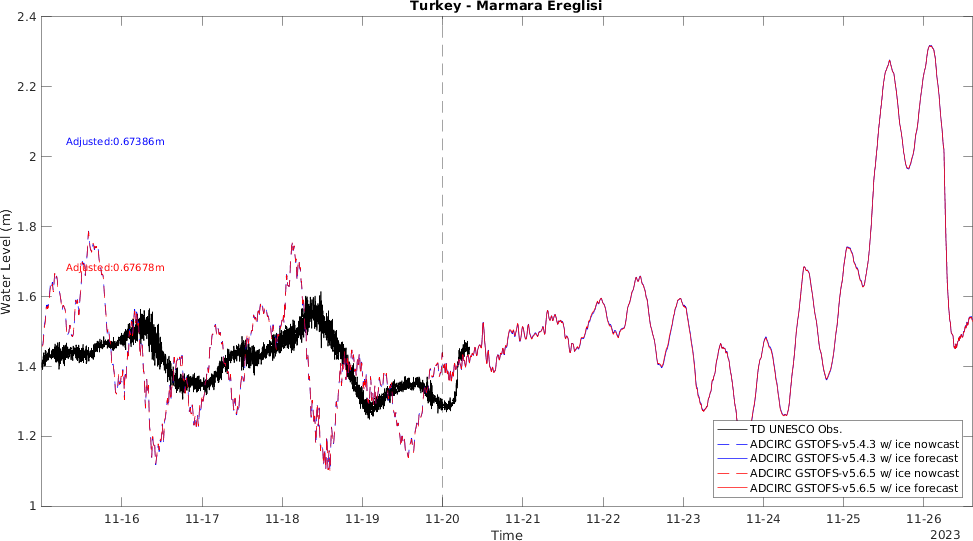 Turkey - Marmara Ereglisi
2.4
2.2
2
1.8
1.6
1.4
1.2
1
Water Level (m)
Adjusted:0.67386m
Adjusted:0.67678m
TD UNESCO Obs.
ADCIRC GSTOFS-v5.4.3 w/ ice nowcast
ADCIRC GSTOFS-v5.4.3 w/ ice forecast
ADCIRC GSTOFS-v5.6.5 w/ ice nowcast
ADCIRC GSTOFS-v5.6.5 w/ ice forecast
11-16 11-17 11-18 11-19 11-20 11-21 11-22 11-23 11-24 11-25 11-26
Time
2023